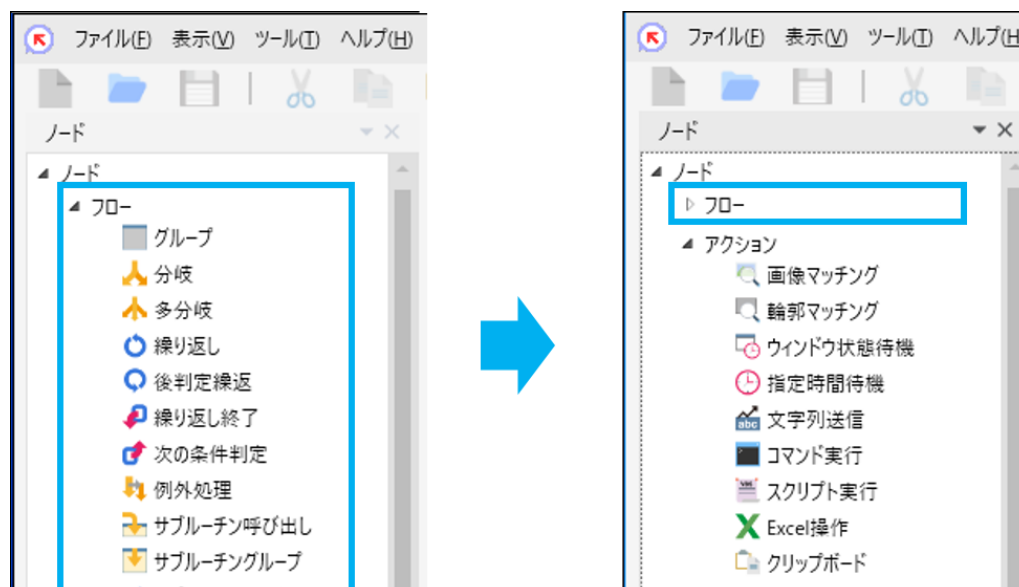 ファイル(F) 表示(V) ツール(T) ヘルプ(H)
ノード
ノード
フロー
グループ
分岐
多分岐
繰り返し
後判定繰返
繰り返し終了
次の条件判定
例外処理
サブルーチン呼び出し
サブルーチングループ
ファイル(F) 表示(V) ツール(T) ヘルプ(H
ノード
ノード
フロー
アクション
画像マッチング
輪郭マッチング
ウィンドウ状態待機
指定時間待機
abc
文字列送信
コマンド実行
スクリプト実行
Excel操作
クリップボード